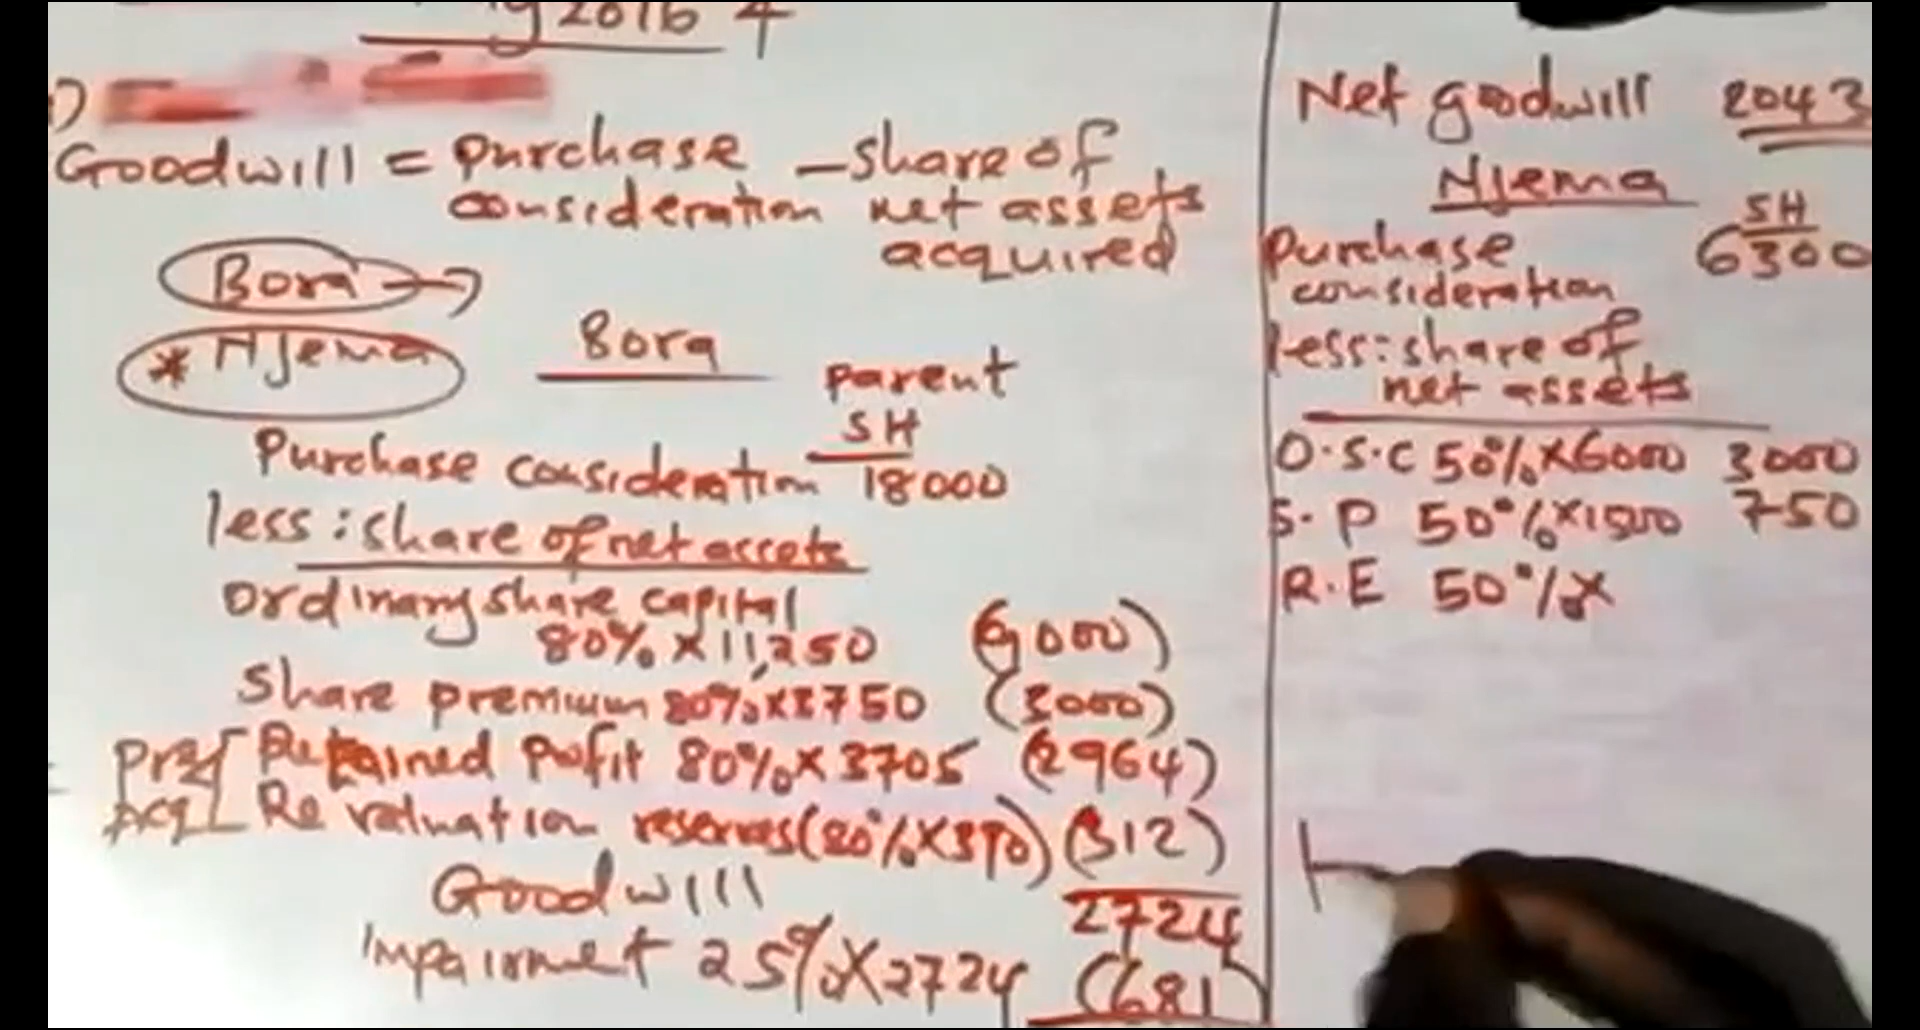 2016 4
Goodwill = purchase - share of
consideration net assets
acquired
Bora →
* Njema
Bora
parent
SH
Purchase consideration 18000
less : share of net assets
ordinary share capital
80% X 11,250 (9000)
Share premium 80% X 3750 (3000)
Retained Profit 80% X 3705 (2964)
Acq Revaluation reserves (80% X 390) (312)
Goodwill 2724
Impairmet 25% X 2724 (681)
Net goodwill 2043
Njema
SH
purchase 6300
consideration
less: share of
net assets
O.S.C 50% X 6000 3000
S.P 50% X 1500 750
R.E 50% X